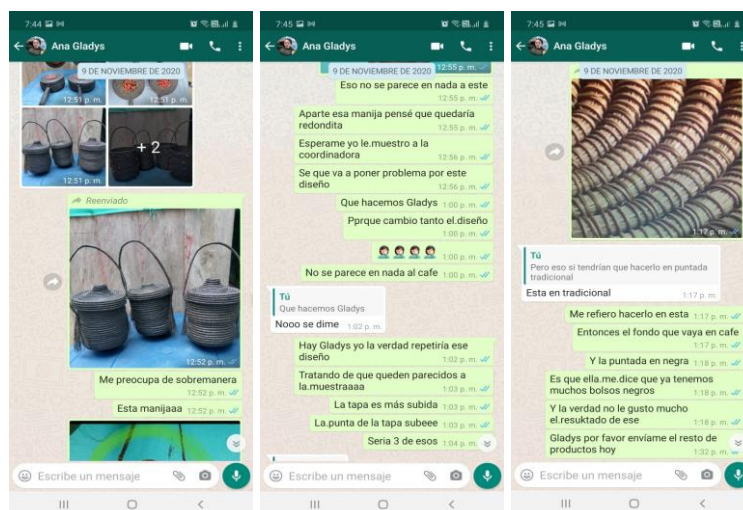 7:44
Ana Gladys
9 DE NOVIEMBRE DE 2020
12:51 p. m.
12:51 p. m.
+ 2
12:51 p. m.
Reenviado
12:52 p. m.
Me preocupa de sobremanera
12:52 p. m.
Esta manijaaa 12:52 p. m.
Escribe un mensaje
7:45
Ana Gladys
9 DE NOVIEMBRE DE 2020
12:55 p. m.
Eso no se parece en nada a este
12:55 p. m.
Aparte esa manija pensé que quedaría
redondita
12:55 p. m.
Esperame yo le.muestro a la
coordinadora
12:56 p. m.
Se que va a poner problema por este
diseño
12:56 p. m.
Que hacemos Gladys 1:00 p. m.
Pprque cambio tanto el.diseño
1:00 p. m.
1:00 p. m.
No se parece en nada al cafe 1:00 p. m.
Tú
Que hacemos Gladys
Nooo se dime 1:02 p. m.
Hay Gladys yo la verdad repetiría ese
diseño
1:02 p. m.
Tratando de que queden parecidos a
la.muestraaaa
1:03 p. m.
La tapa es más subida 1:03 p. m.
La.punta de la tapa subeee 1:03 p. m.
Seria 3 de esos 1:04 p. m.
Escribe un mensaje
7:45
Ana Gladys
9 DE NOVIEMBRE DE 2020
1:17 p. m.
Tú
Pero eso si tendrían que hacerlo en puntada
tradicional
Esta en tradicional 1:17 p. m.
Me refiero hacerlo en esta 1:17 p. m.
Entonces el fondo que vaya en cafe
1:17 p. m.
Y la puntada en negra 1:18 p. m.
Es que ella.me.dice que ya tenemos
muchos bolsos negros
1:18 p. m.
Y la verdad no le gusto mucho
el.resuktado de ese
1:18 p. m.
Gladys por favor envíame el resto de
productos hoy
1:32 p. m.
Escribe un mensaje